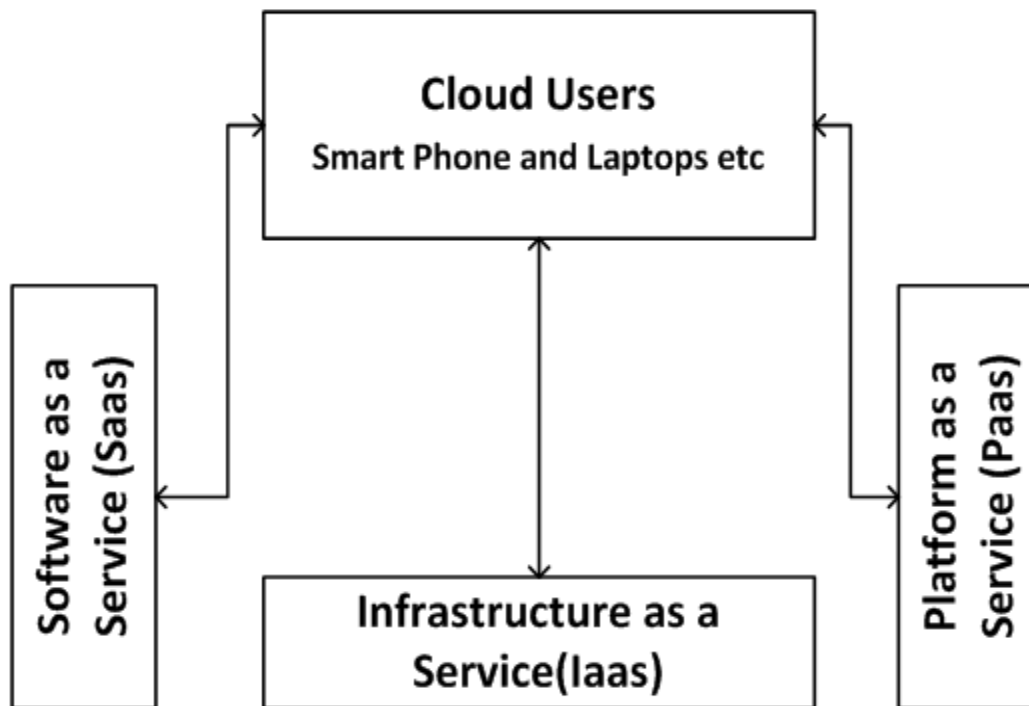 Cloud Users
Smart Phone and Laptops etc
Software as a
Service (Saas)
Infrastructure as a
Service(Iaas)
Platform as a
Service (Paas)